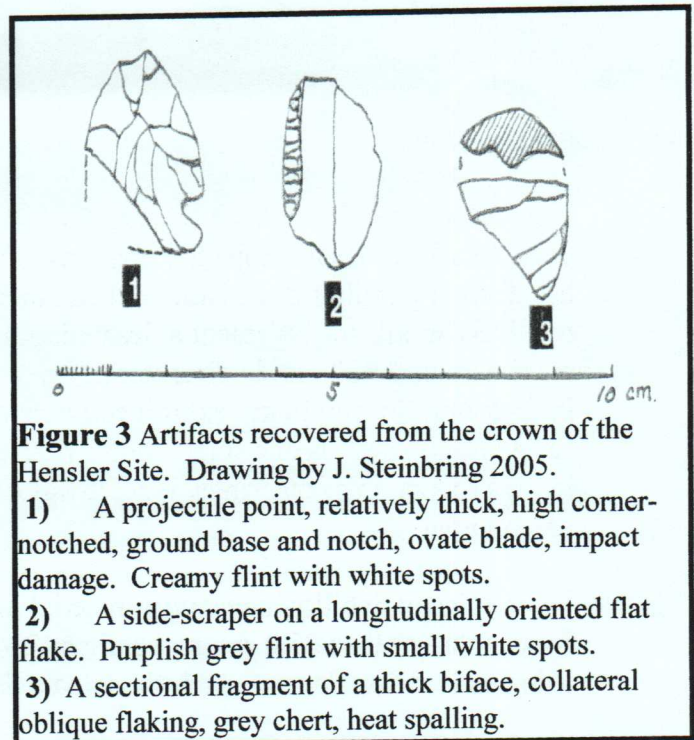 1
2
3
0 5 10 cm.
Figure 3 Artifacts recovered from the crown of the
Hensler Site. Drawing by J. Steinbring 2005.
1) A projectile point, relatively thick, high corner-
notched, ground base and notch, ovate blade, impact
damage. Creamy flint with white spots.
2) A side-scraper on a longitudinally oriented flat
flake. Purplish grey flint with small white spots.
3) A sectional fragment of a thick biface, collateral
oblique flaking, grey chert, heat spalling.